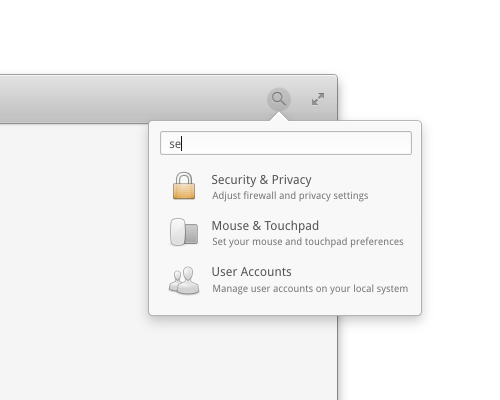 se
Security & Privacy
Adjust firewall and privacy settings
Mouse & Touchpad
Set your mouse and touchpad preferences
User Accounts
Manage user accounts on your local system